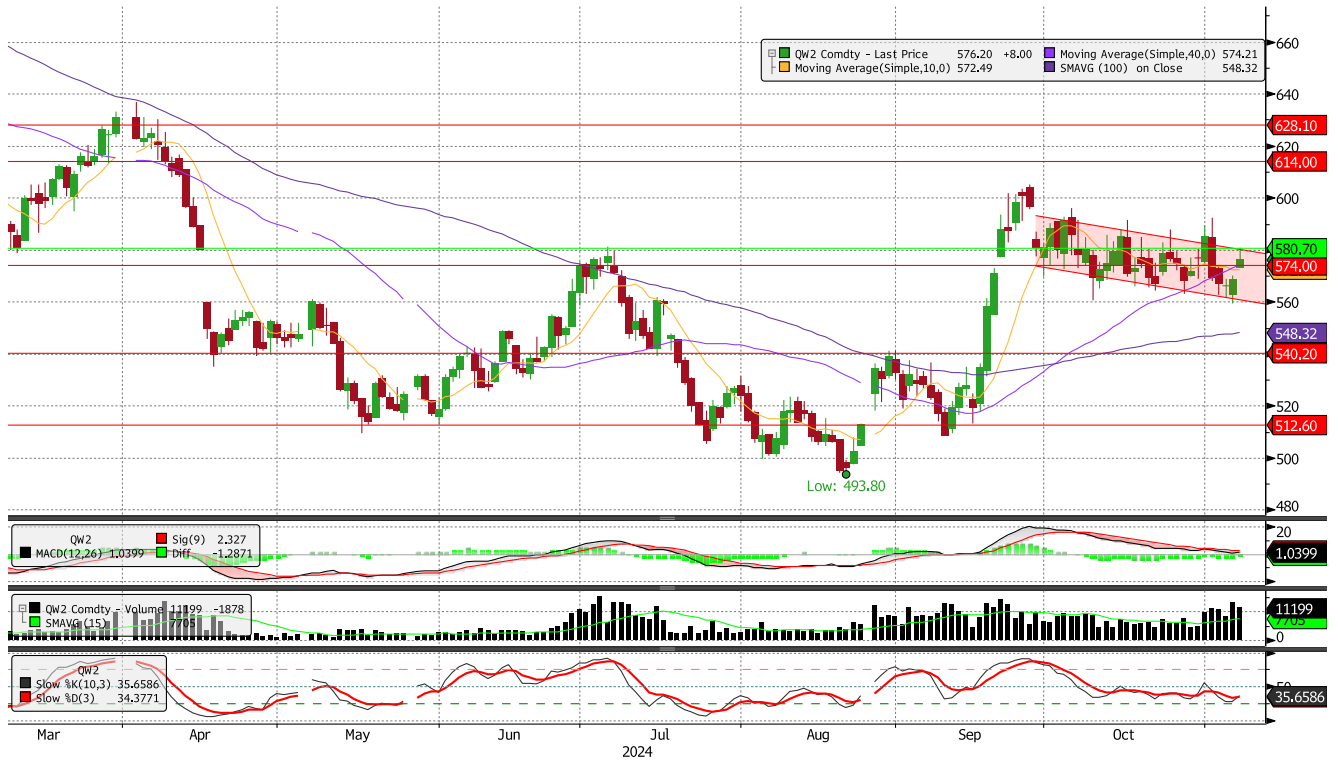 QW2 Comdty - Last Price 576.20 +8.00 Moving Average(Simple,40,0) 574.21
Moving Average(Simple,10,0) 572.49 SMAVG (100) on Close 548.32
660
640
628.10
620
614.00
600
580,70
574.00
560
548.32
540.20
520
512.60
500
Low: 493.80
480
QW2 Sig(9) 2.327
MACD(12,26) 1.0399 Diff -1.2871
20
1,0399
QW2 Comdty - Volume 11199 -1878
SMAVG (15) 7705
11199
7705
0
QW2
Slow %K(10,3) 35.6586
Slow %D(3) 34.3771
50
35.6586
Mar Apr May Jun Jul Aug Sep Oct
2024